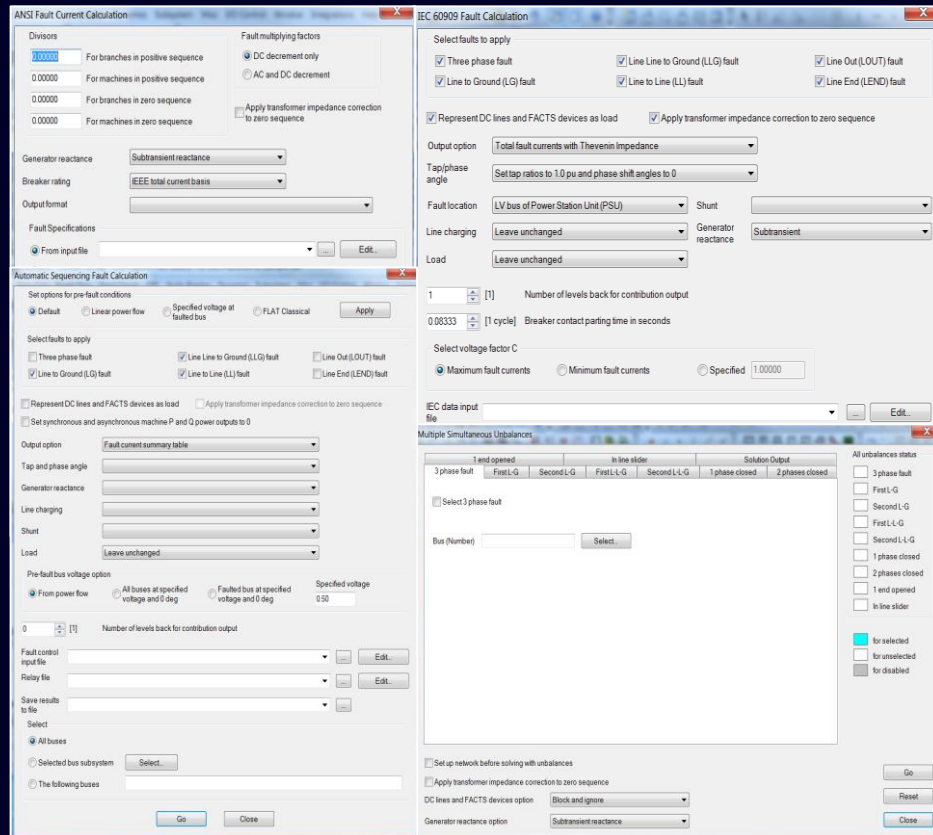 ANSI Fault Current Calculation
Divisors
0.00000 For branches in positive sequence
0.00000 For machines in positive sequence
0.00000 For branches in zero sequence
0.00000 For machines in zero sequence
Fault multiplying factors
DC decrement only
AC and DC decrement
Apply transformer impedance correction
to zero sequence
Generator reactance Subtransient reactance
Breaker rating IEEE total current basis
Output format
Fault Specifications
From input file ... Edit..
IEC 60909 Fault Calculation
Select faults to apply
Three phase fault Line Line to Ground (LLG) fault Line Out (LOUT) fault
Line to Ground (LG) fault Line to Line (LL) fault Line End (LEND) fault
Represent DC lines and FACTS devices as load Apply transformer impedance correction to zero sequence
Output option Total fault currents with Thevenin Impedance
Tap/phase
angle Set tap ratios to 1.0 pu and phase shift angles to 0
Fault location LV bus of Power Station Unit (PSU) Shunt
Line charging Leave unchanged Generator
reactance Subtransient
Load Leave unchanged
1 [1] Number of levels back for contribution output
0.08333 [1 cycle] Breaker contact parting time in seconds
Select voltage factor C
Maximum fault currents Minimum fault currents Specified 1.00000
IEC data input
file ... Edit..
Automatic Sequencing Fault Calculation
Set options for pre-fault conditions
Default Linear power flow Specified voltage at
faulted bus FLAT Classical Apply
Select faults to apply
Three phase fault Line Line to Ground (LLG) fault Line Out (LOUT) fault
Line to Ground (LG) fault Line to Line (LL) fault Line End (LEND) fault
Represent DC lines and FACTS devices as load Apply transformer impedance correction to zero sequence
Set synchronous and asynchronous machine P and Q power outputs to 0
Output option Fault current summary table
Tap and phase angle
Generator reactance
Line charging
Shunt
Load Leave unchanged
Pre-fault bus voltage option
From power flow All buses at specified
voltage and 0 deg Faulted bus at specified
voltage and 0 deg Specified voltage
0.50
0 [1] Number of levels back for contribution output
Fault control
input file ... Edit..
Relay file ... Edit..
Save results
to file ...
Select
All buses
Selected bus subsystem Select..
The following buses
Go Close
Multiple Simultaneous Unbalances
1 end opened In line slider Solution Output
3 phase fault First L-G Second L-G First L-L-G Second L-L-G 1 phase closed 2 phases closed
Select 3 phase fault
Bus (Number) Select..
All unbalances status
3 phase fault
First L-G
Second L-G
First L-L-G
Second L-L-G
1 phase closed
2 phases closed
1 end opened
In line slider
for selected
for unselected
for disabled
Set up network before solving with unbalances
Apply transformer impedance correction to zero sequence
DC lines and FACTS devices option Block and ignore
Generator reactance option Subtransient reactance
Go
Reset
Close